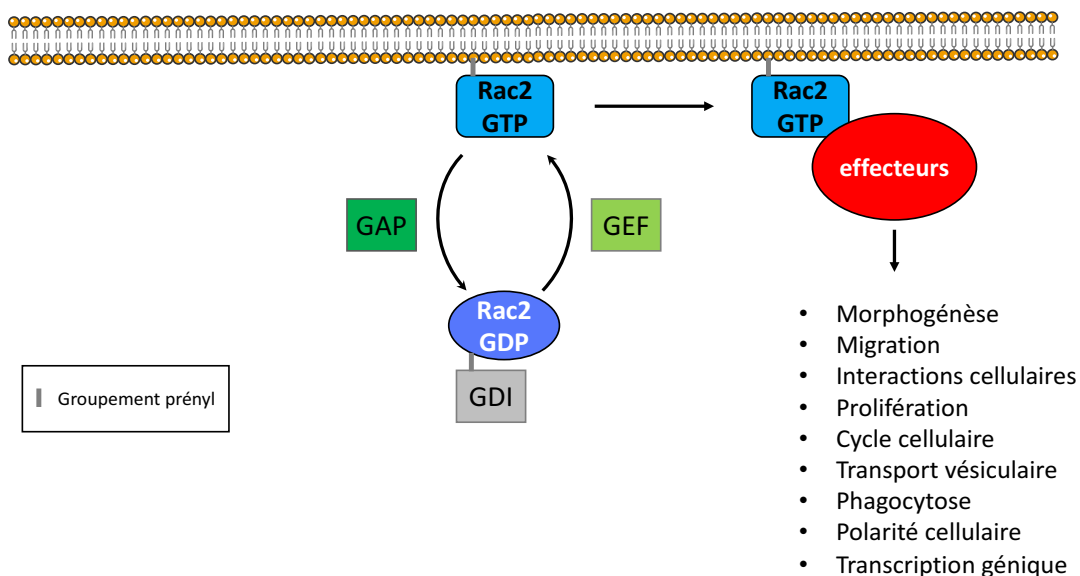 Rac2
GTP
Rac2
GTP
effecteurs
GAP
GEF
Rac2
GDP
GDI
Groupement prényl
• Morphogénèse
• Migration
• Interactions cellulaires
• Prolifération
• Cycle cellulaire
• Transport vésiculaire
• Phagocytose
• Polarité cellulaire
• Transcription génique